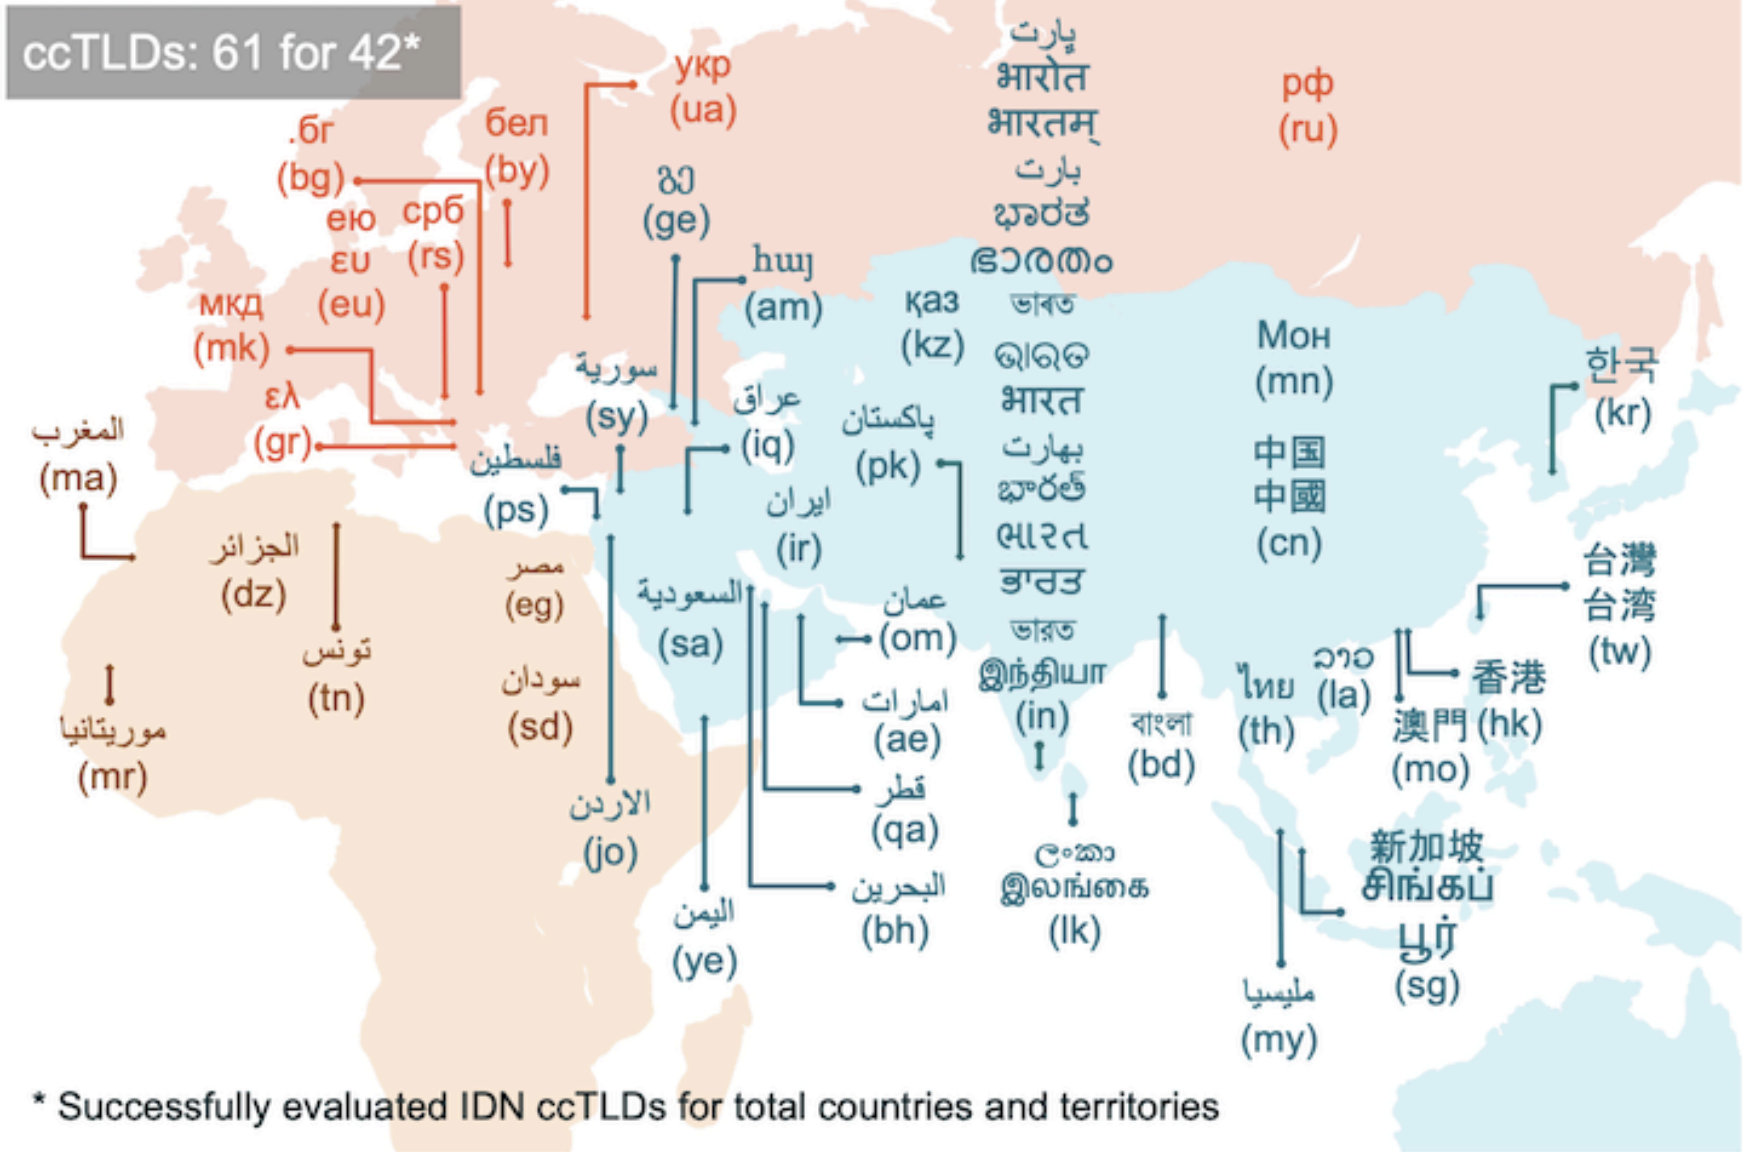 ccTLDs: 61 for 42*
укр
(ua)
.бг
(bg)
бел
(by)
ею
ευ
(eu)
срб
(rs)
мкд
(mk)
ελ
(gr)
рф
(ru)
გე
(ge)
հայ
(am)
қаз
(kz)
سورية
(sy)
عراق
(iq)
فلسطين
(ps)
ايران
(ir)
پاکستان
(pk)
المغرب
(ma)
الجزائر
(dz)
تونس
(tn)
موريتانيا
(mr)
مصر
(eg)
سودان
(sd)
السعودية
(sa)
عمان
(om)
امارات
(ae)
قطر
(qa)
البحرين
(bh)
الاردن
(jo)
اليمن
(ye)
ڀارت
भारोत
भारतम्
بارت
ಭಾರತ
ഭാരതം
ভাৰত
ଭାରତ
भारत
بھارت
భారత్
ભારત
ਭਾਰਤ
ভারত
இந்தியா
(in)
ලංකා
இலங்கை
(lk)
বাংলা
(bd)
Мон
(mn)
中国
中國
(cn)
한국
(kr)
台灣
台湾
(tw)
香港
(hk)
澳門
(mo)
ລາວ
(la)
ไทย
(th)
新加坡
சிங்கப்
பூர்
(sg)
مليسيا
(my)
* Successfully evaluated IDN ccTLDs for total countries and territories